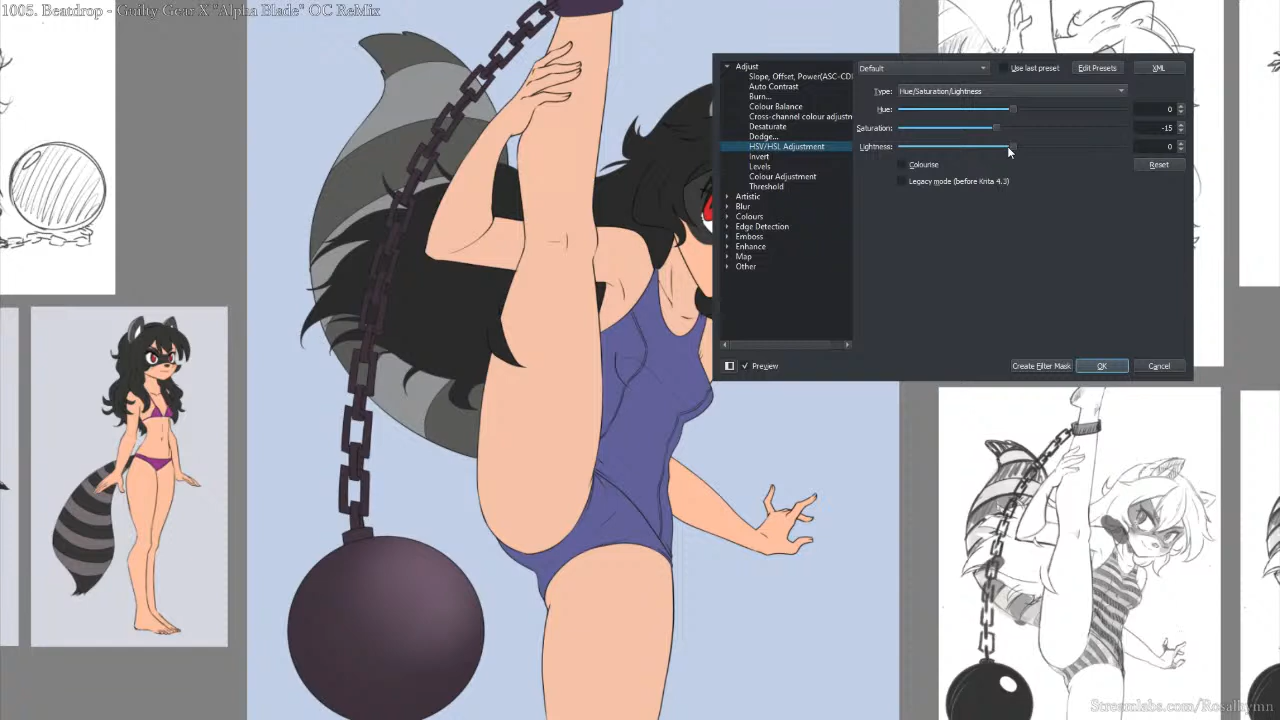 1005. Beatdrop - Guilty Gear X "Alpha Blade" OC ReMix
Adjust
Slope, Offset, Power(ASC-CD
Auto Contrast
Burn...
Colour Balance
Cross-channel colour adjustm
Desaturate
Dodge...
HSV/HSL Adjustment
Invert
Levels
Colour Adjustment
Threshold
Artistic
Blur
Colours
Edge Detection
Emboss
Enhance
Map
Other
Default
Use last preset
Edit Presets
XML
Type: Hue/Saturation/Lightness
Hue: 0
Saturation: -15
Lightness: 0
Colourise
Reset
Legacy mode (before Krita 4.3)
Preview
Create Filter Mask
OK
Cancel
Streamlabs.com/Rosalhymn